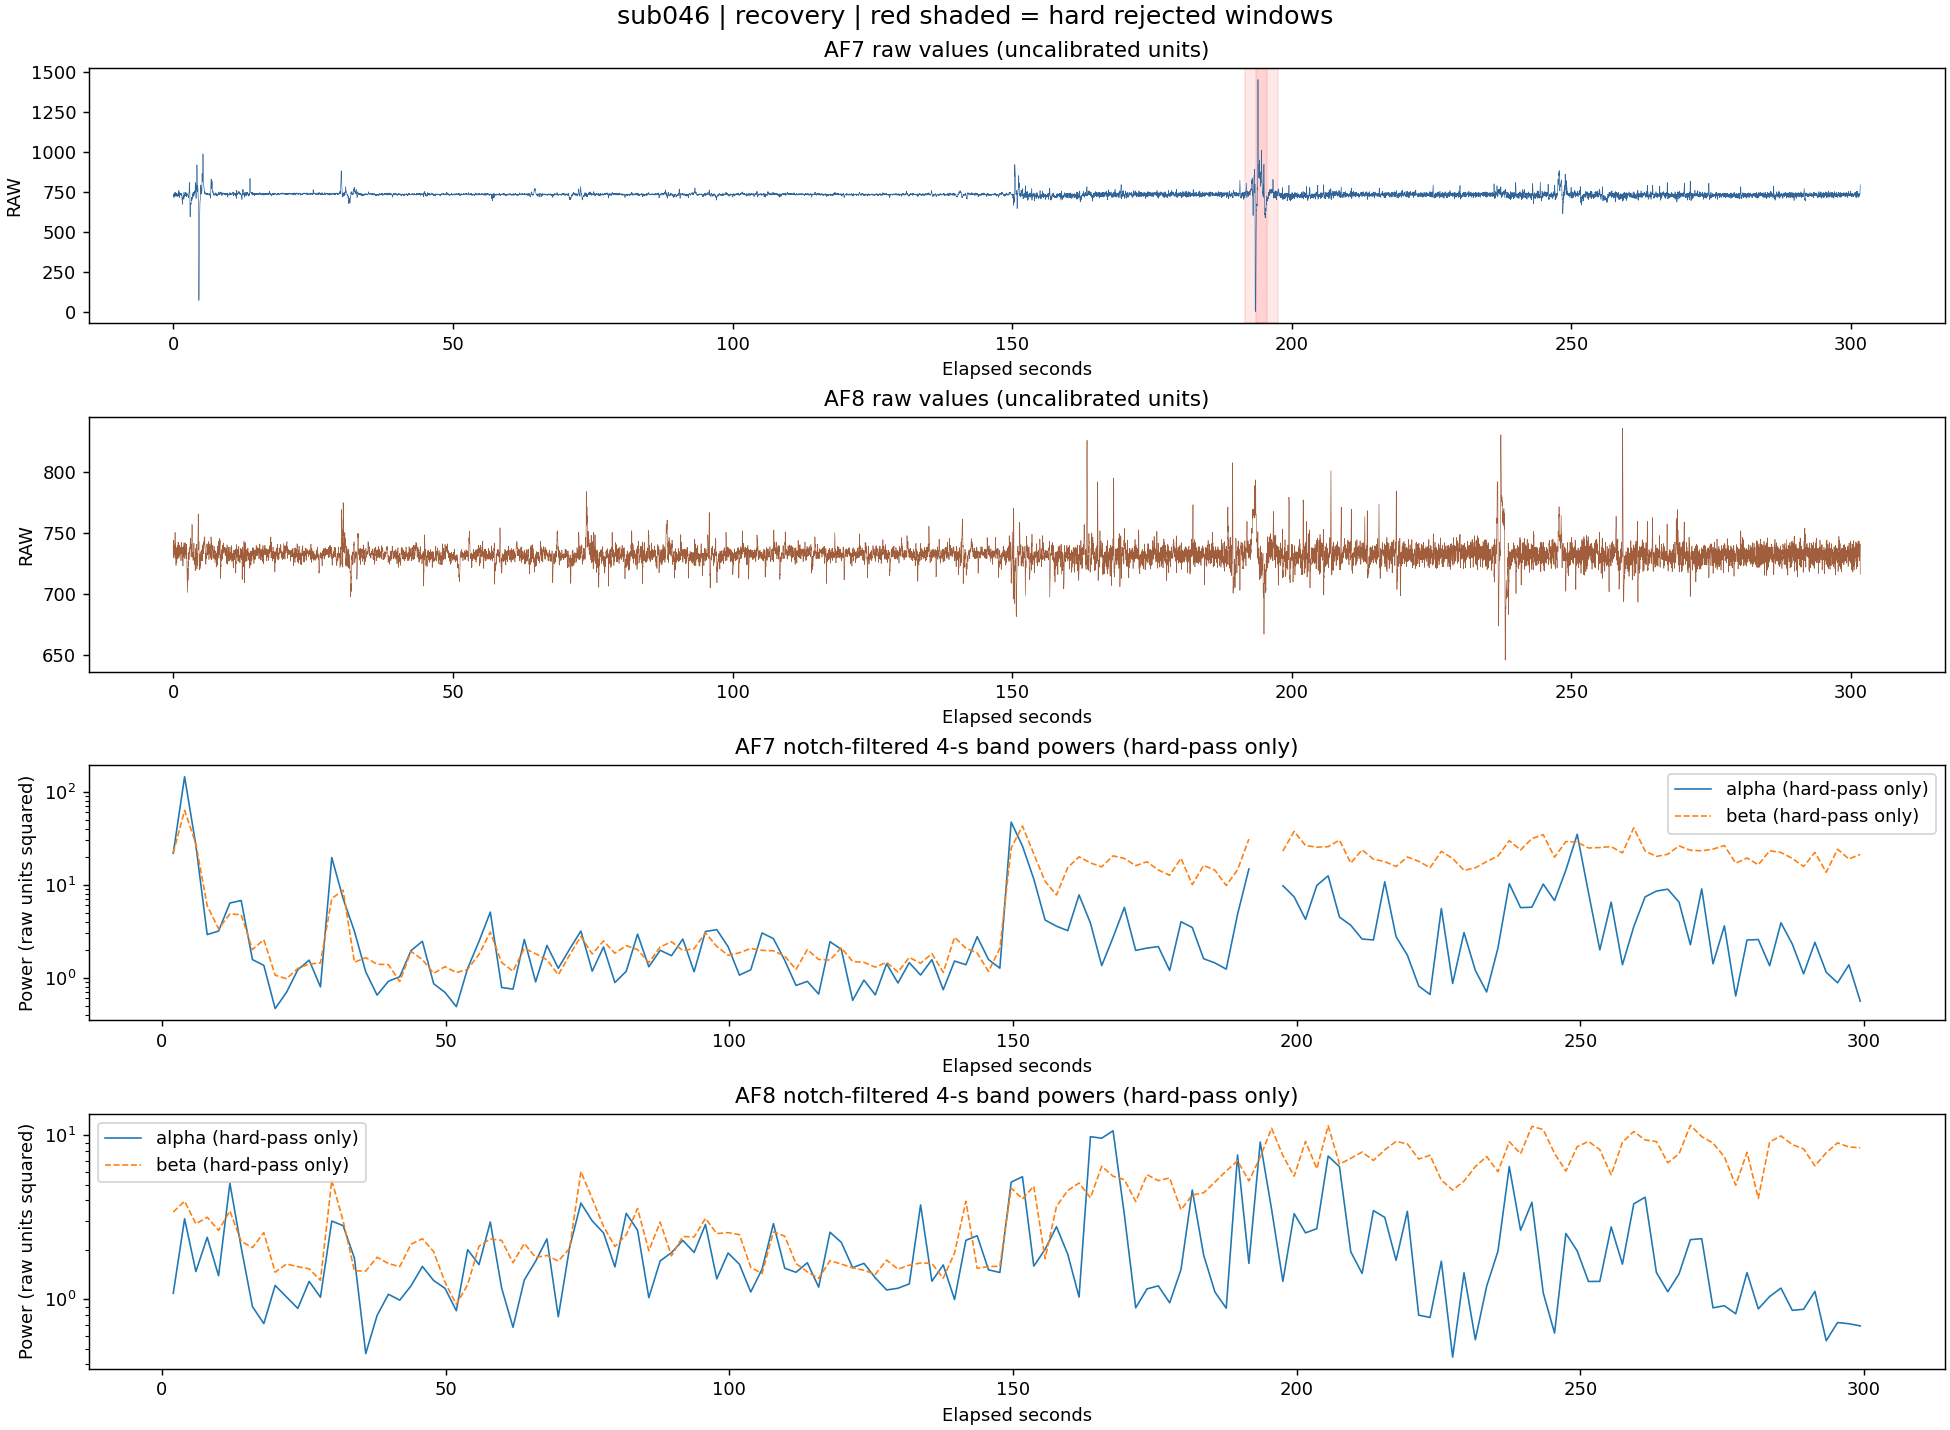 sub046 | recovery | red shaded = hard rejected windows
AF7 raw values (uncalibrated units)
RAW
1500
1250
1000
750
500
250
0
0 50 100 150 200 250 300
Elapsed seconds
AF8 raw values (uncalibrated units)
RAW
800
750
700
650
0 50 100 150 200 250 300
Elapsed seconds
AF7 notch-filtered 4-s band powers (hard-pass only)
Power (raw units squared)
10²
10¹
10⁰
alpha (hard-pass only)
beta (hard-pass only)
0 50 100 150 200 250 300
Elapsed seconds
AF8 notch-filtered 4-s band powers (hard-pass only)
Power (raw units squared)
10¹
10⁰
alpha (hard-pass only)
beta (hard-pass only)
0 50 100 150 200 250 300
Elapsed seconds